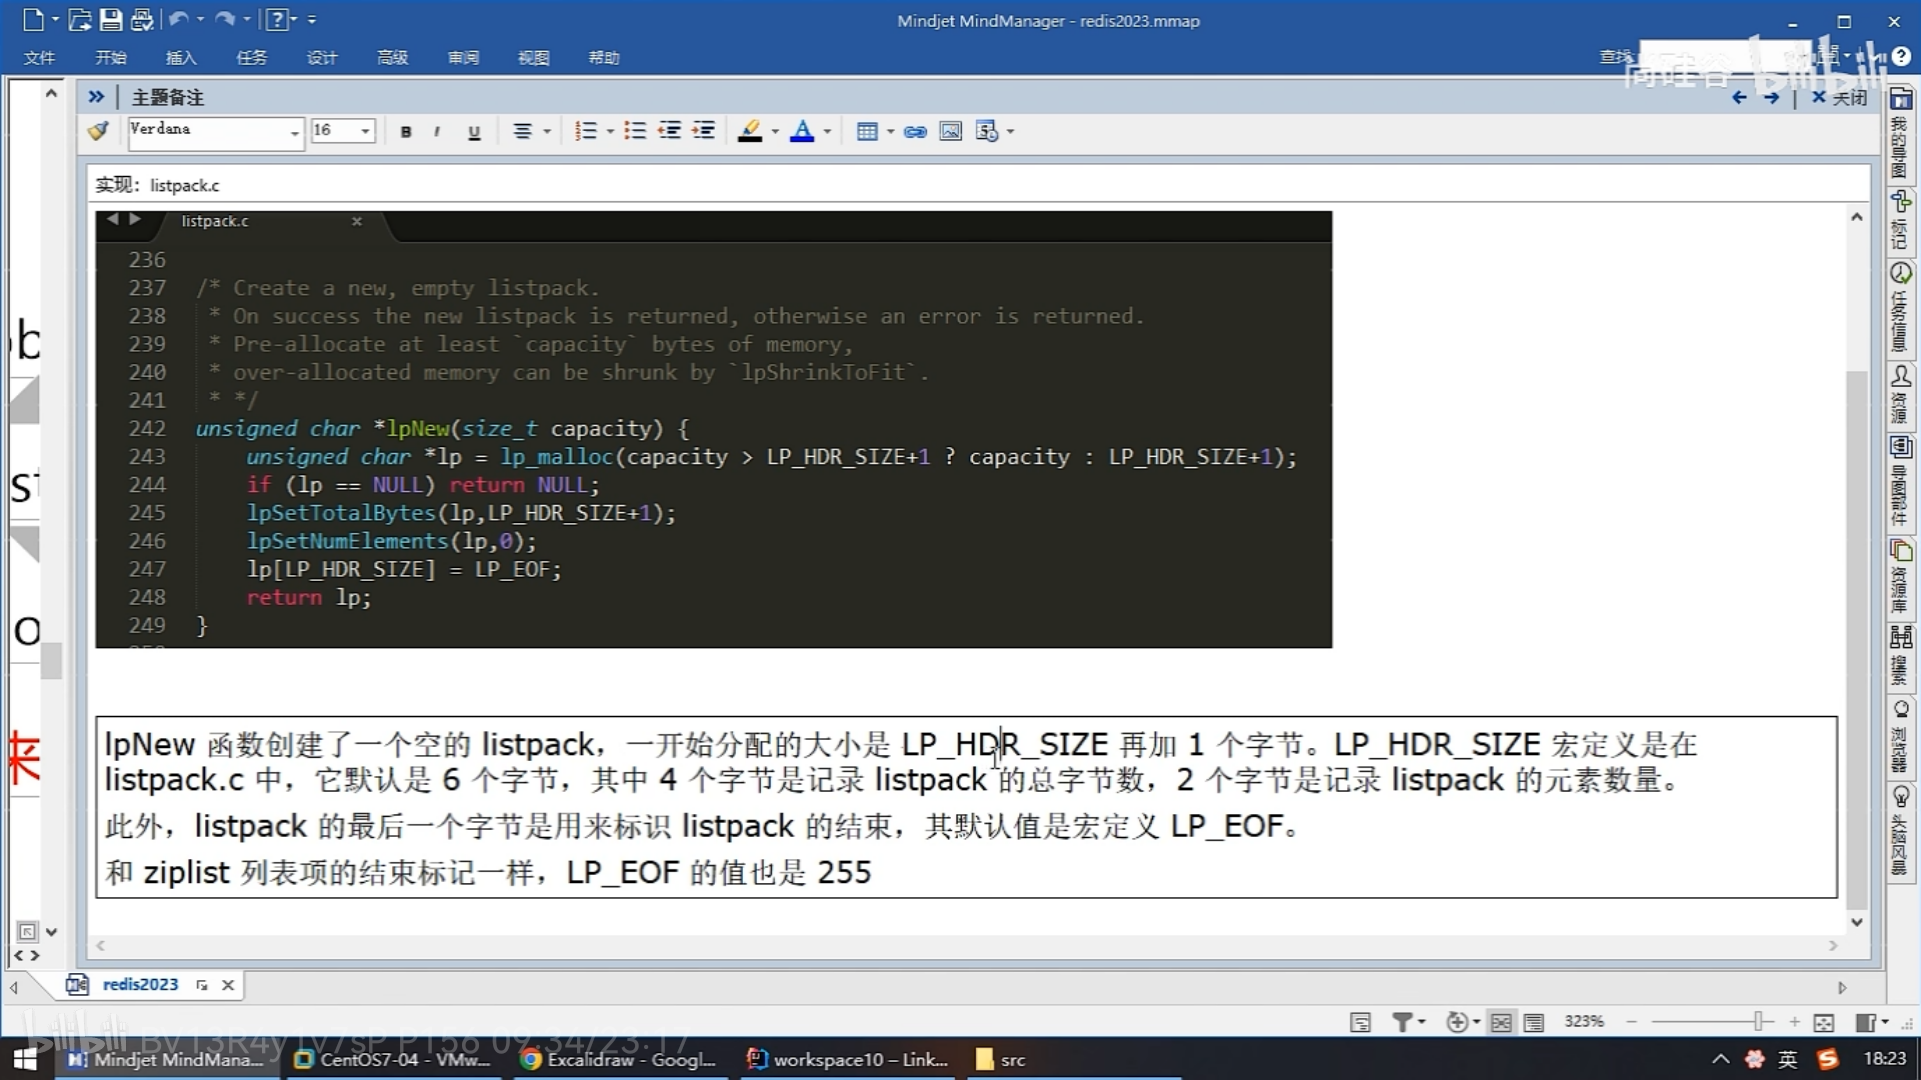 Mindjet MindManager - redis2023.mmap
文件 开始 插入 任务 设计 高级 审阅 视图 帮助 查找
尚硅谷 bilibili
主题备注 关闭
Verdana 16 B I U
实现：listpack.c
listpack.c
236
237 /* Create a new, empty listpack.
238 * On success the new listpack is returned, otherwise an error is returned.
239 * Pre-allocate at least `capacity` bytes of memory,
240 * over-allocated memory can be shrunk by `lpShrinkToFit`.
241 * */
242 unsigned char *lpNew(size_t capacity) {
243 unsigned char *lp = lp_malloc(capacity > LP_HDR_SIZE+1 ? capacity : LP_HDR_SIZE+1);
244 if (lp == NULL) return NULL;
245 lpSetTotalBytes(lp,LP_HDR_SIZE+1);
246 lpSetNumElements(lp,0);
247 lp[LP_HDR_SIZE] = LP_EOF;
248 return lp;
249 }
lpNew 函数创建了一个空的 listpack，一开始分配的大小是 LP_HDR_SIZE 再加 1 个字节。LP_HDR_SIZE 宏定义是在
listpack.c 中，它默认是 6 个字节，其中 4 个字节是记录 listpack 的总字节数，2 个字节是记录 listpack 的元素数量。
此外，listpack 的最后一个字节是用来标识 listpack 的结束，其默认值是宏定义 LP_EOF。
和 ziplist 列表项的结束标记一样，LP_EOF 的值也是 255
来
我的导图
标记
任务信息
资源
导图部件
资源库
搜索
浏览器
头脑风暴
redis2023
323%
bilibili
P156 09:34/23:17
Mindjet MindMana... CentOS7-04 - VMw... Excalidraw - Googl... workspace10 – Link... src 英 18:23